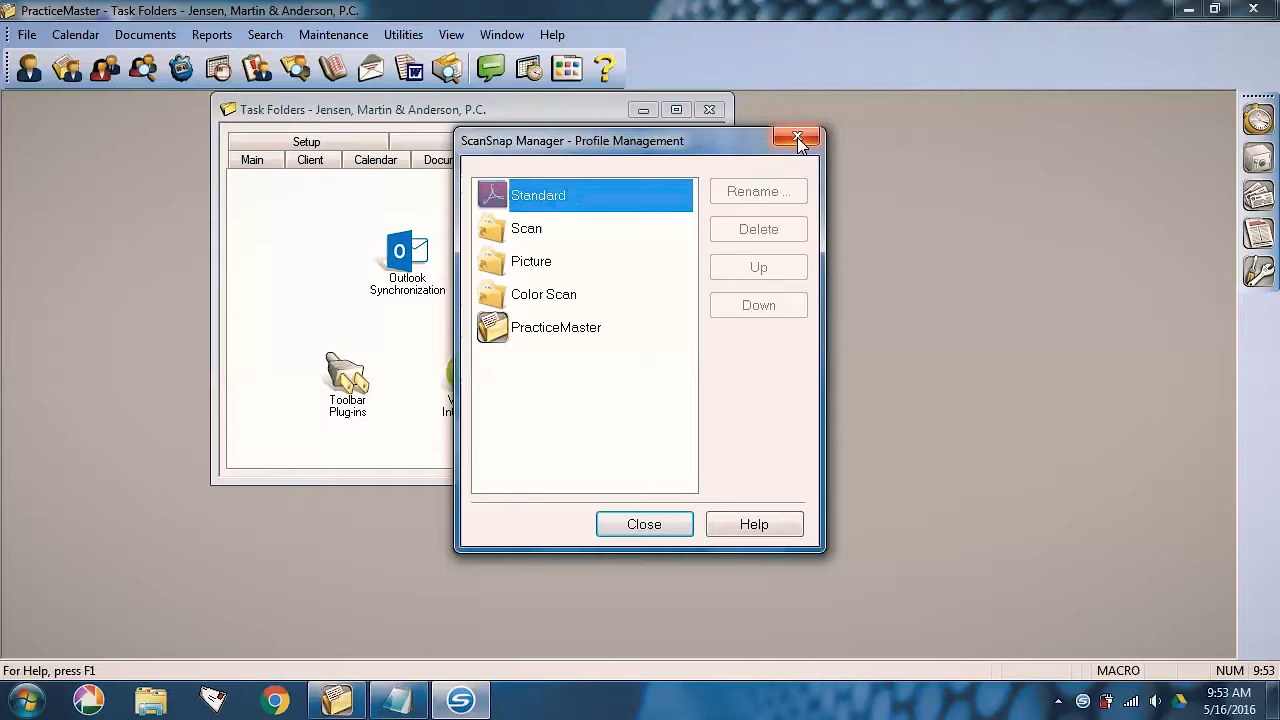 PracticeMaster - Task Folders - Jensen, Martin & Anderson, P.C.
File Calendar Documents Reports Search Maintenance Utilities View Window Help
Task Folders - Jensen, Martin & Anderson, P.C.
Setup
Main Client Calendar Docu
Outlook
Synchronization
Toolbar
Plug-ins
ScanSnap Manager - Profile Management
Standard
Scan
Picture
Color Scan
PracticeMaster
Rename ...
Delete
Up
Down
Close Help
For Help, press F1
MACRO NUM 9:53
9:53 AM
5/16/2016